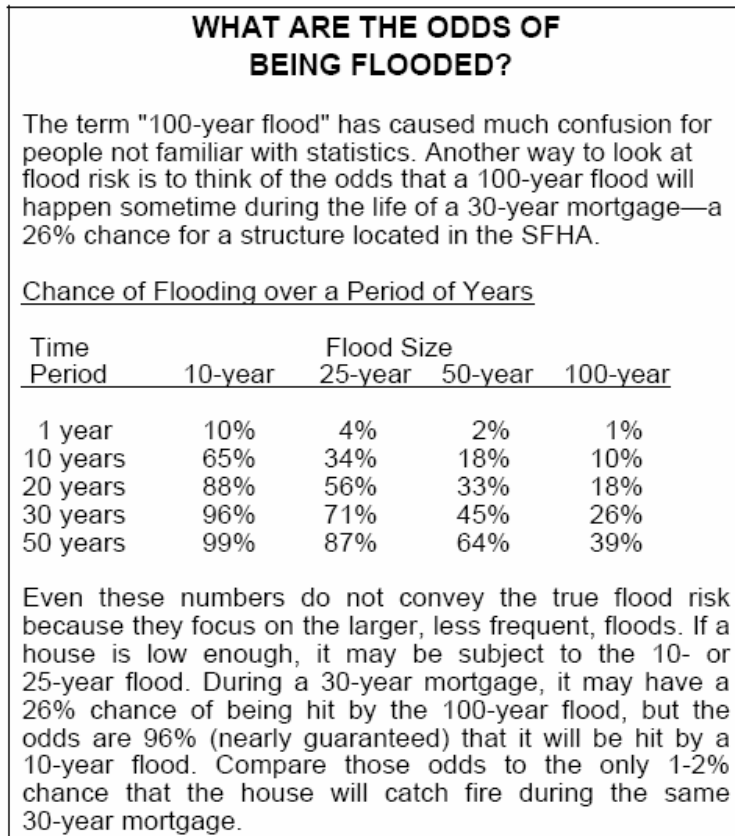 WHAT ARE THE ODDS OF
BEING FLOODED?
The term "100-year flood" has caused much confusion for
people not familiar with statistics. Another way to look at
flood risk is to think of the odds that a 100-year flood will
happen sometime during the life of a 30-year mortgage—a
26% chance for a structure located in the SFHA.
Chance of Flooding over a Period of Years
Time Flood Size
Period 10-year 25-year 50-year 100-year
1 year 10% 4% 2% 1%
10 years 65% 34% 18% 10%
20 years 88% 56% 33% 18%
30 years 96% 71% 45% 26%
50 years 99% 87% 64% 39%
Even these numbers do not convey the true flood risk
because they focus on the larger, less frequent, floods. If a
house is low enough, it may be subject to the 10- or
25-year flood. During a 30-year mortgage, it may have a
26% chance of being hit by the 100-year flood, but the
odds are 96% (nearly guaranteed) that it will be hit by a
10-year flood. Compare those odds to the only 1-2%
chance that the house will catch fire during the same
30-year mortgage.